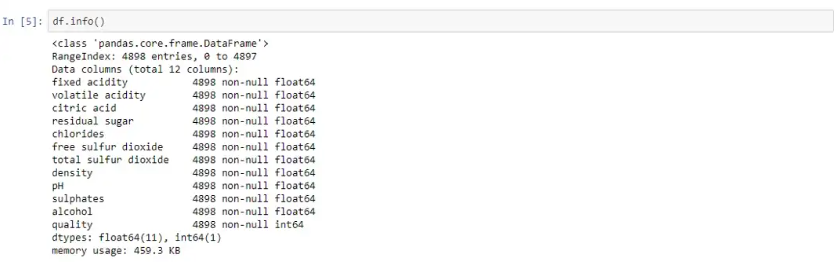 In [5]: df.info()
<class 'pandas.core.frame.DataFrame'>
RangeIndex: 4898 entries, 0 to 4897
Data columns (total 12 columns):
fixed acidity           4898 non-null float64
volatile acidity        4898 non-null float64
citric acid             4898 non-null float64
residual sugar          4898 non-null float64
chlorides               4898 non-null float64
free sulfur dioxide     4898 non-null float64
total sulfur dioxide    4898 non-null float64
density                 4898 non-null float64
pH                      4898 non-null float64
sulphates               4898 non-null float64
alcohol                 4898 non-null float64
quality                 4898 non-null int64
dtypes: float64(11), int64(1)
memory usage: 459.3 KB